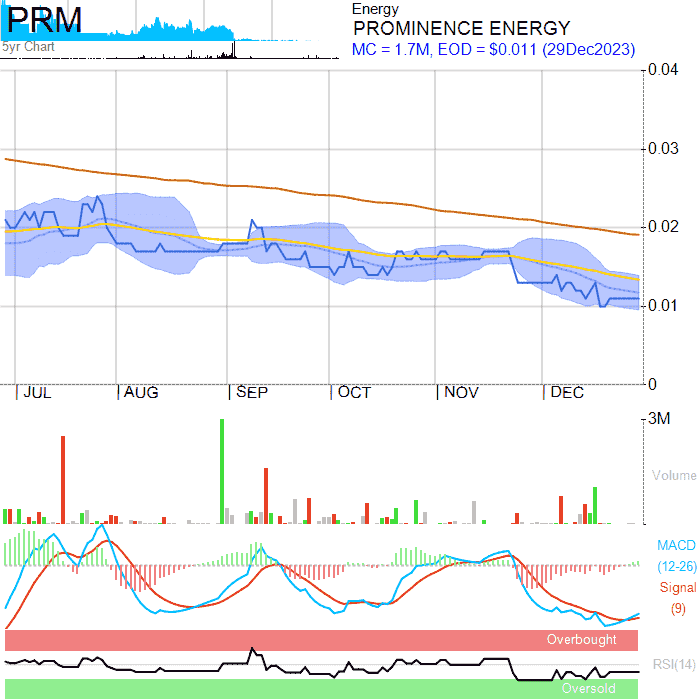 PRM
5yr Chart
Energy
PROMINENCE ENERGY
MC = 1.7M, EOD = $0.011 (29Dec2023)
0.04
0.03
0.02
0.01
0
JUL AUG SEP OCT NOV DEC
3M
Volume
MACD
(12-26)
Signal
(9)
Overbought
RSI(14)
Oversold